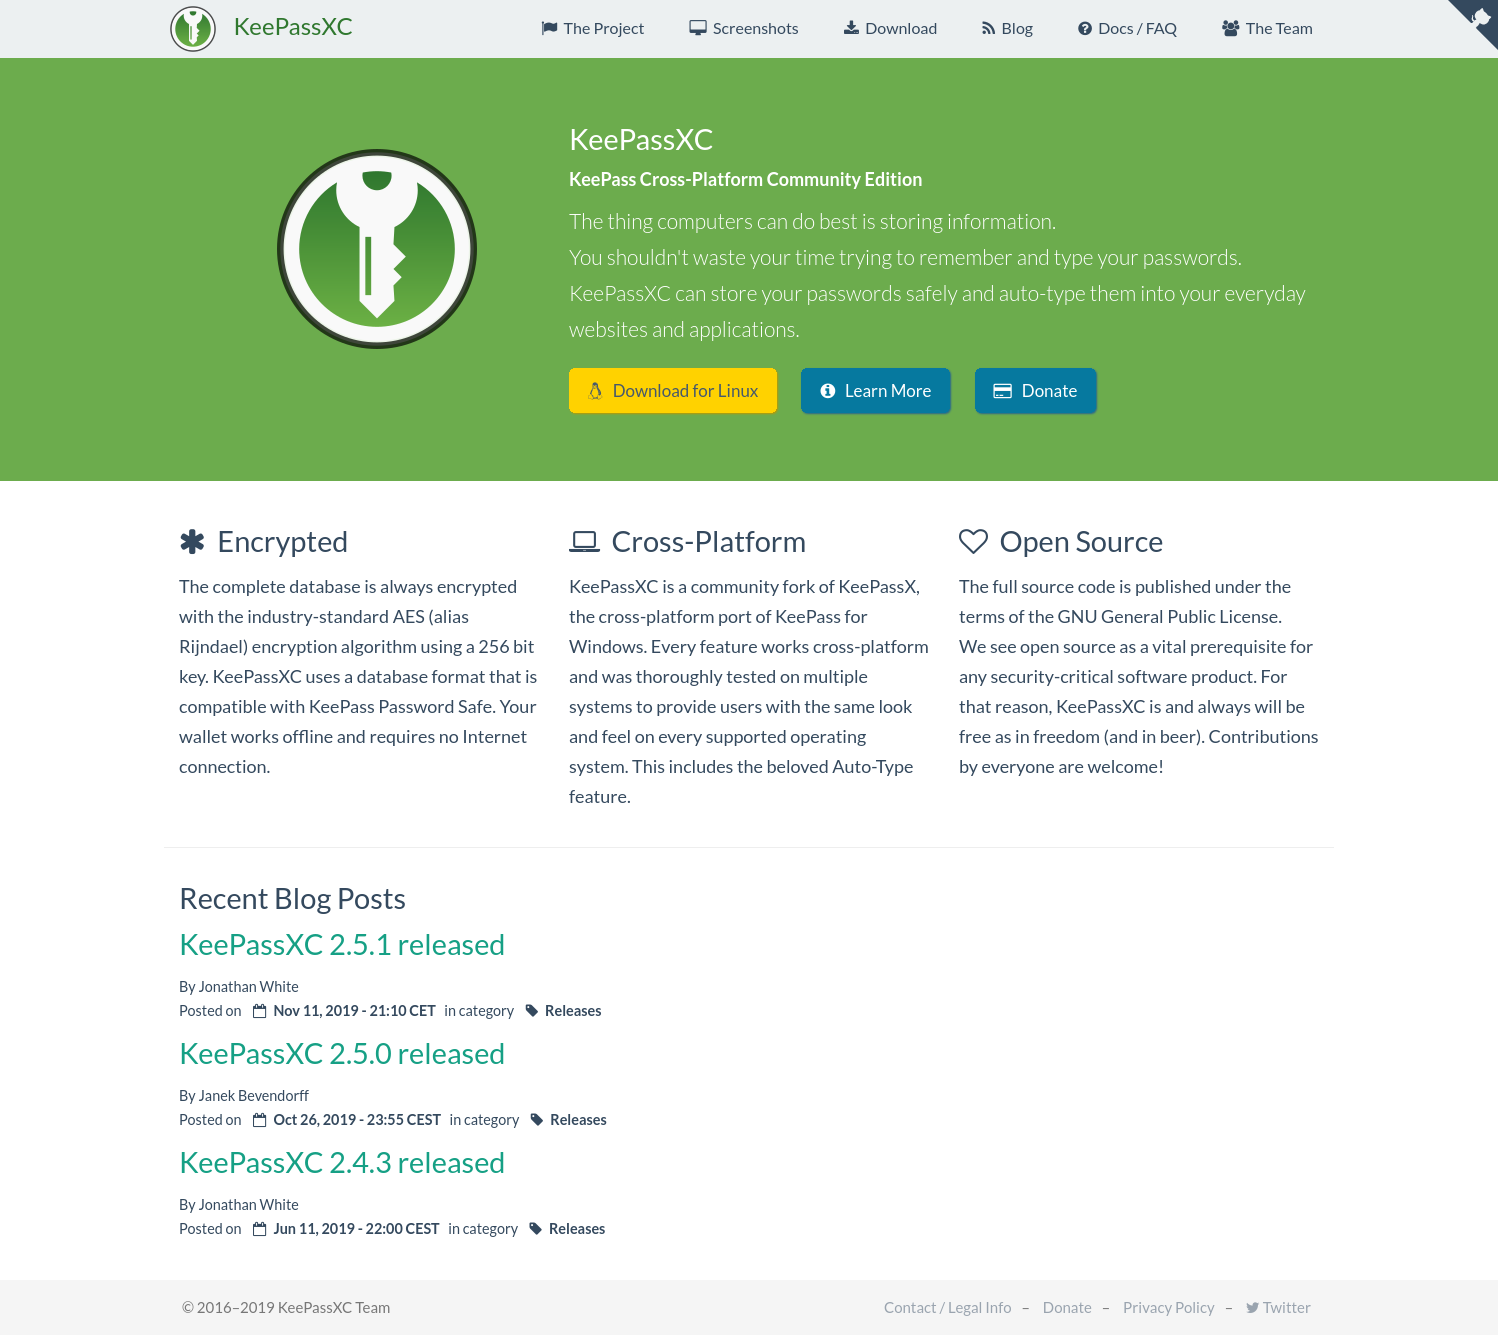 KeePassXC
The Project
Screenshots
Download
Blog
Docs / FAQ
The Team
KeePassXC
KeePass Cross-Platform Community Edition
The thing computers can do best is storing information.
You shouldn't waste your time trying to remember and type your passwords.
KeePassXC can store your passwords safely and auto-type them into your everyday
websites and applications.
Download for Linux
Learn More
Donate
Encrypted
The complete database is always encrypted
with the industry-standard AES (alias
Rijndael) encryption algorithm using a 256 bit
key. KeePassXC uses a database format that is
compatible with KeePass Password Safe. Your
wallet works offline and requires no Internet
connection.
Cross-Platform
KeePassXC is a community fork of KeePassX,
the cross-platform port of KeePass for
Windows. Every feature works cross-platform
and was thoroughly tested on multiple
systems to provide users with the same look
and feel on every supported operating
system. This includes the beloved Auto-Type
feature.
Open Source
The full source code is published under the
terms of the GNU General Public License.
We see open source as a vital prerequisite for
any security-critical software product. For
that reason, KeePassXC is and always will be
free as in freedom (and in beer). Contributions
by everyone are welcome!
Recent Blog Posts
KeePassXC 2.5.1 released
By Jonathan White
Posted on Nov 11, 2019 - 21:10 CET in category Releases
KeePassXC 2.5.0 released
By Janek Bevendorff
Posted on Oct 26, 2019 - 23:55 CEST in category Releases
KeePassXC 2.4.3 released
By Jonathan White
Posted on Jun 11, 2019 - 22:00 CEST in category Releases
© 2016–2019 KeePassXC Team
Contact / Legal Info – Donate – Privacy Policy – Twitter